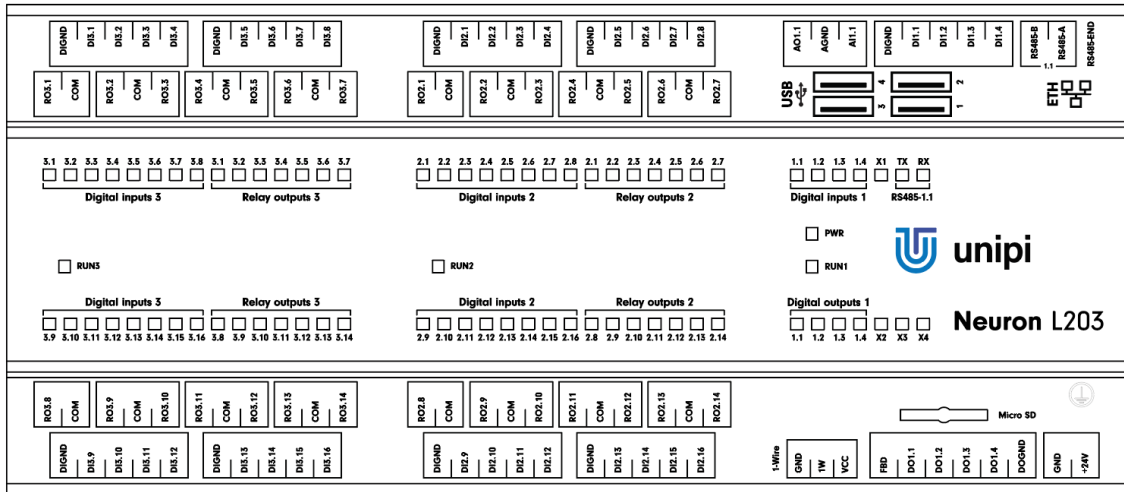 DIGND DI3.1 DI3.2 DI3.3 DI3.4
DIGND DI3.5 DI3.6 DI3.7 DI3.8
DIGND DI2.1 DI2.2 DI2.3 DI2.4
DIGND DI2.5 DI2.6 DI2.7 DI2.8
AO1.1 AGND AI1.1
DIGND DI1.1 DI1.2 DI1.3 DI1.4
RS485-B RS485-A
1.1
RS485-END
RO3.1 COM
RO3.2 COM RO3.3
RO3.4 COM RO3.5
RO3.6 COM RO3.7
RO2.1 COM
RO2.2 COM RO2.3
RO2.4 COM RO2.5
RO2.6 COM RO2.7
USB
4 2
3 1
ETH
3.1 3.2 3.3 3.4 3.5 3.6 3.7 3.8
3.1 3.2 3.3 3.4 3.5 3.6 3.7
2.1 2.2 2.3 2.4 2.5 2.6 2.7 2.8
2.1 2.2 2.3 2.4 2.5 2.6 2.7
1.1 1.2 1.3 1.4 X1 TX RX
Digital inputs 3
Relay outputs 3
Digital inputs 2
Relay outputs 2
Digital inputs 1
RS485-1.1
PWR
RUN3
RUN2
RUN1
unipi
Digital inputs 3
Relay outputs 3
Digital inputs 2
Relay outputs 2
Digital outputs 1
Neuron L203
3.9 3.10 3.11 3.12 3.13 3.14 3.15 3.16
3.8 3.9 3.10 3.11 3.12 3.13 3.14
2.9 2.10 2.11 2.12 2.13 2.14 2.15 2.16
2.8 2.9 2.10 2.11 2.12 2.13 2.14
1.1 1.2 1.3 1.4 X2 X3 X4
RO3.8 COM
RO3.9 COM RO3.10
RO3.11 COM RO3.12
RO3.13 COM RO3.14
RO2.8 COM
RO2.9 COM RO2.10
RO2.11 COM RO2.12
RO2.13 COM RO2.14
Micro SD
DIGND DI3.9 DI3.10 DI3.11 DI3.12
DIGND DI3.13 DI3.14 DI3.15 DI3.16
DIGND DI2.9 DI2.10 DI2.11 DI2.12
DIGND DI2.13 DI2.14 DI2.15 DI2.16
1-Wire
GND 1W VCC
FBD DO1.1 DO1.2 DO1.3 DO1.4 DOGND
GND +24V